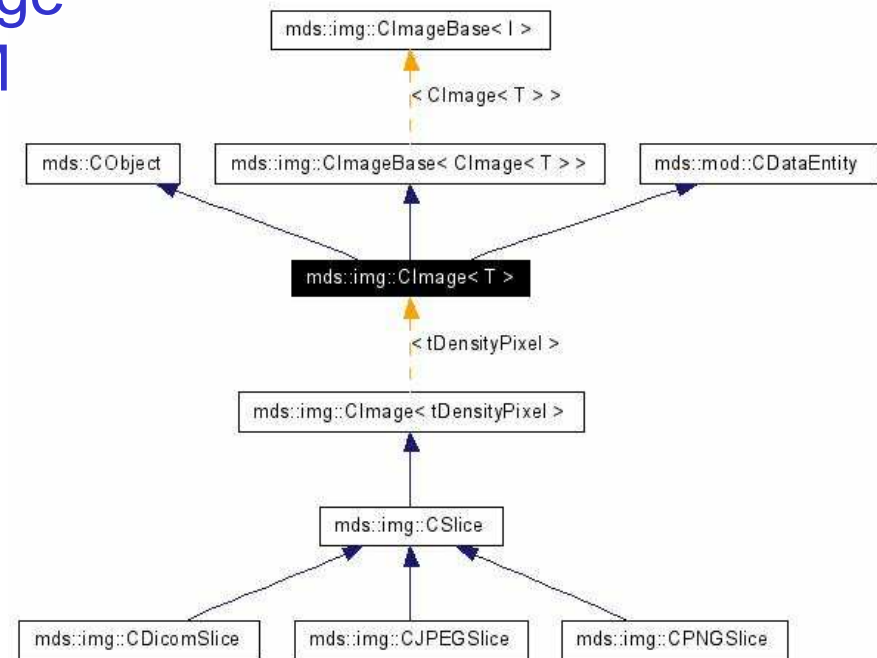 mds::img::CImageBase< I >
< CImage< T > >
mds::CObject
mds::img::CImageBase< CImage< T > >
mds::mod::CDataEntity
mds::img::CImage< T >
< tDensityPixel >
mds::img::CImage< tDensityPixel >
mds::img::CSlice
mds::img::CDicomSlice
mds::img::CJPEGSlice
mds::img::CPNGSlice